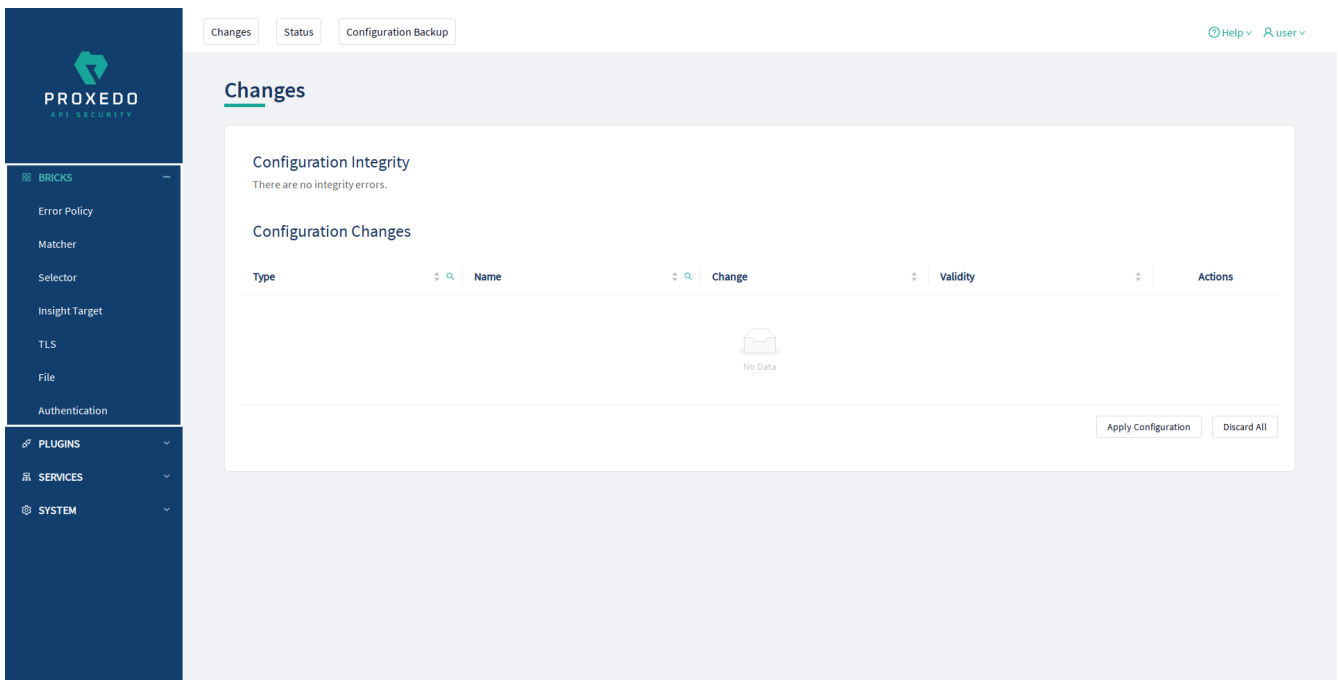 Changes Status Configuration Backup Help user
PROXEDO
API SECURITY
BRICKS
Error Policy
Matcher
Selector
Insight Target
TLS
File
Authentication
PLUGINS
SERVICES
SYSTEM
Changes
Configuration Integrity
There are no integrity errors.
Configuration Changes
Type Name Change Validity Actions
No Data
Apply Configuration Discard All